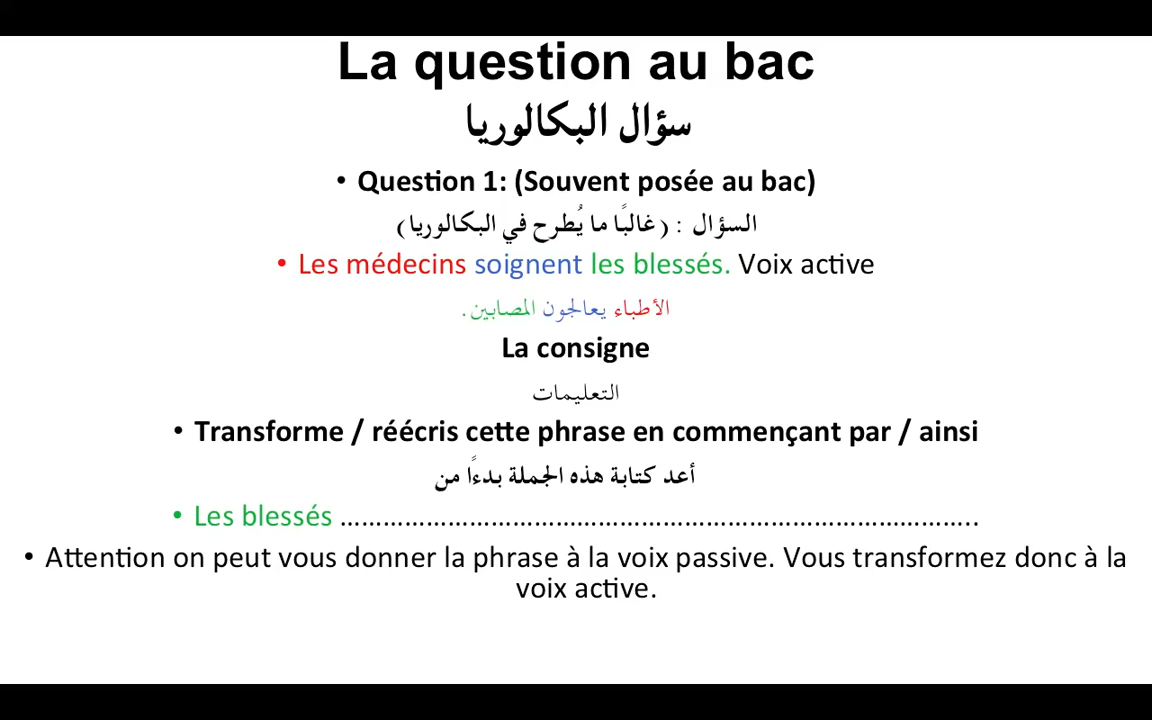 La question au bac
سؤال البكالوريا
• Question 1: (Souvent posée au bac)
السؤال : (غالبًا ما يُطرح في البكالوريا)
• Les médecins soignent les blessés. Voix active
الأطباء يعالجون المصابين.
La consigne
التعليمات
• Transforme / réécris cette phrase en commençant par / ainsi
أعد كتابة هذه الجملة بدءًا من
• Les blessés ……………………………………………………………………………..
• Attention on peut vous donner la phrase à la voix passive. Vous transformez donc à la
voix active.